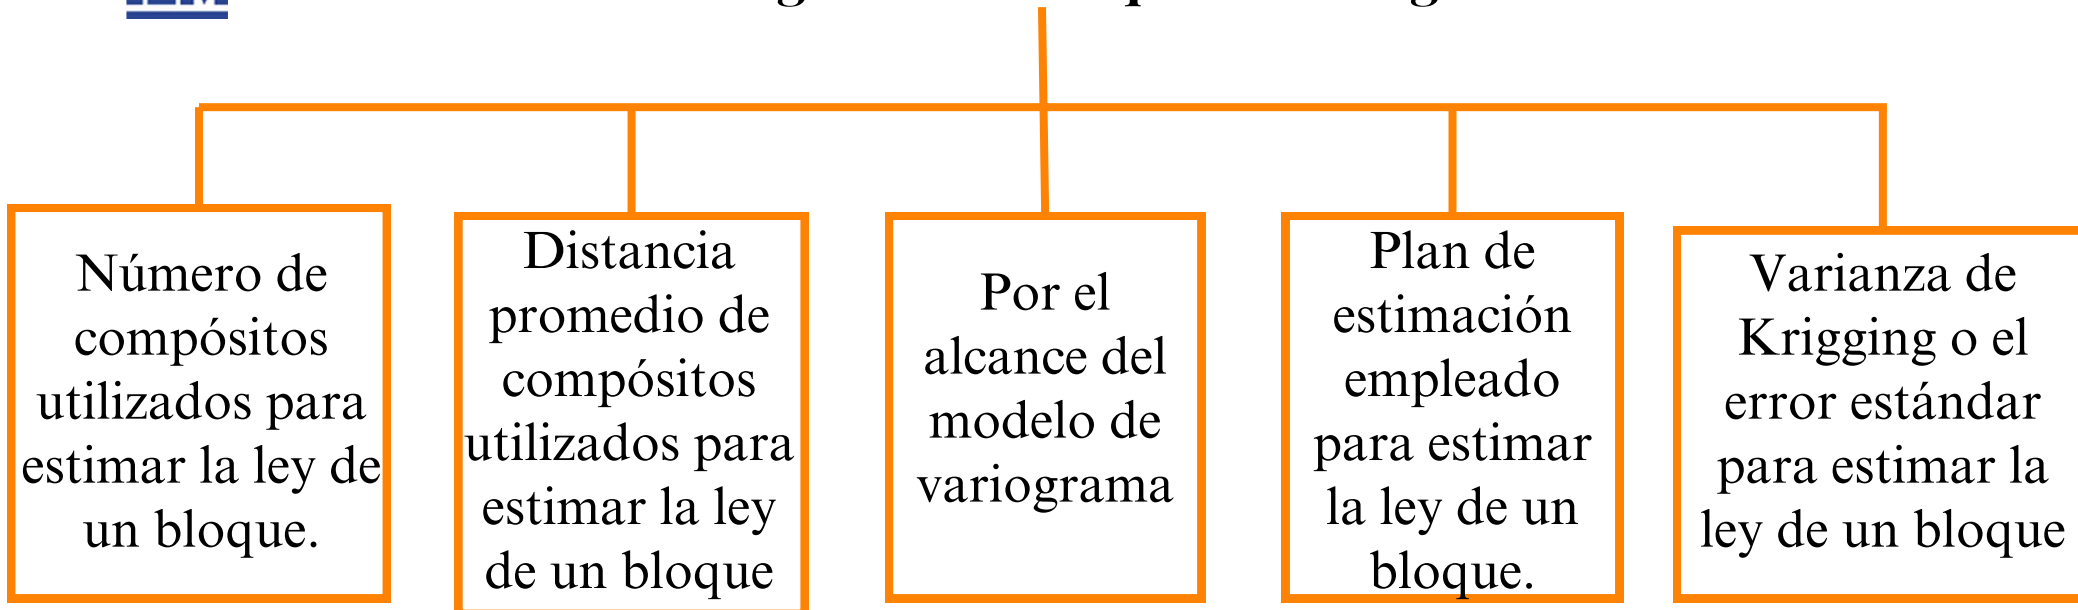 Número de
compósitos
utilizados para
estimar la ley de
un bloque.
Distancia
promedio de
compósitos
utilizados para
estimar la ley
de un bloque
Por el
alcance del
modelo de
variograma
Plan de
estimación
empleado
para estimar
la ley de un
bloque.
Varianza de
Krigging o el
error estándar
para estimar la
ley de un bloque